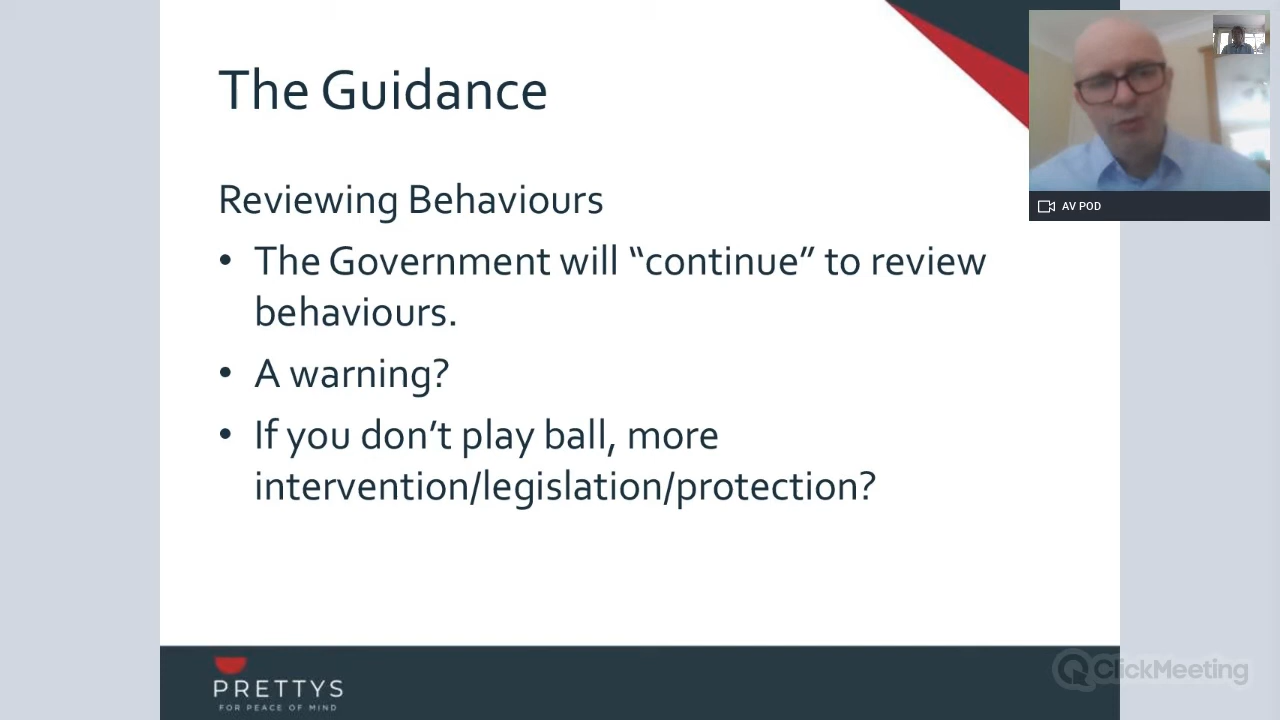 The Guidance
Reviewing Behaviours
• The Government will “continue” to review
behaviours.
• A warning?
• If you don’t play ball, more
intervention/legislation/protection?
AV POD
PRETTYS
FOR PEACE OF MIND
ClickMeeting